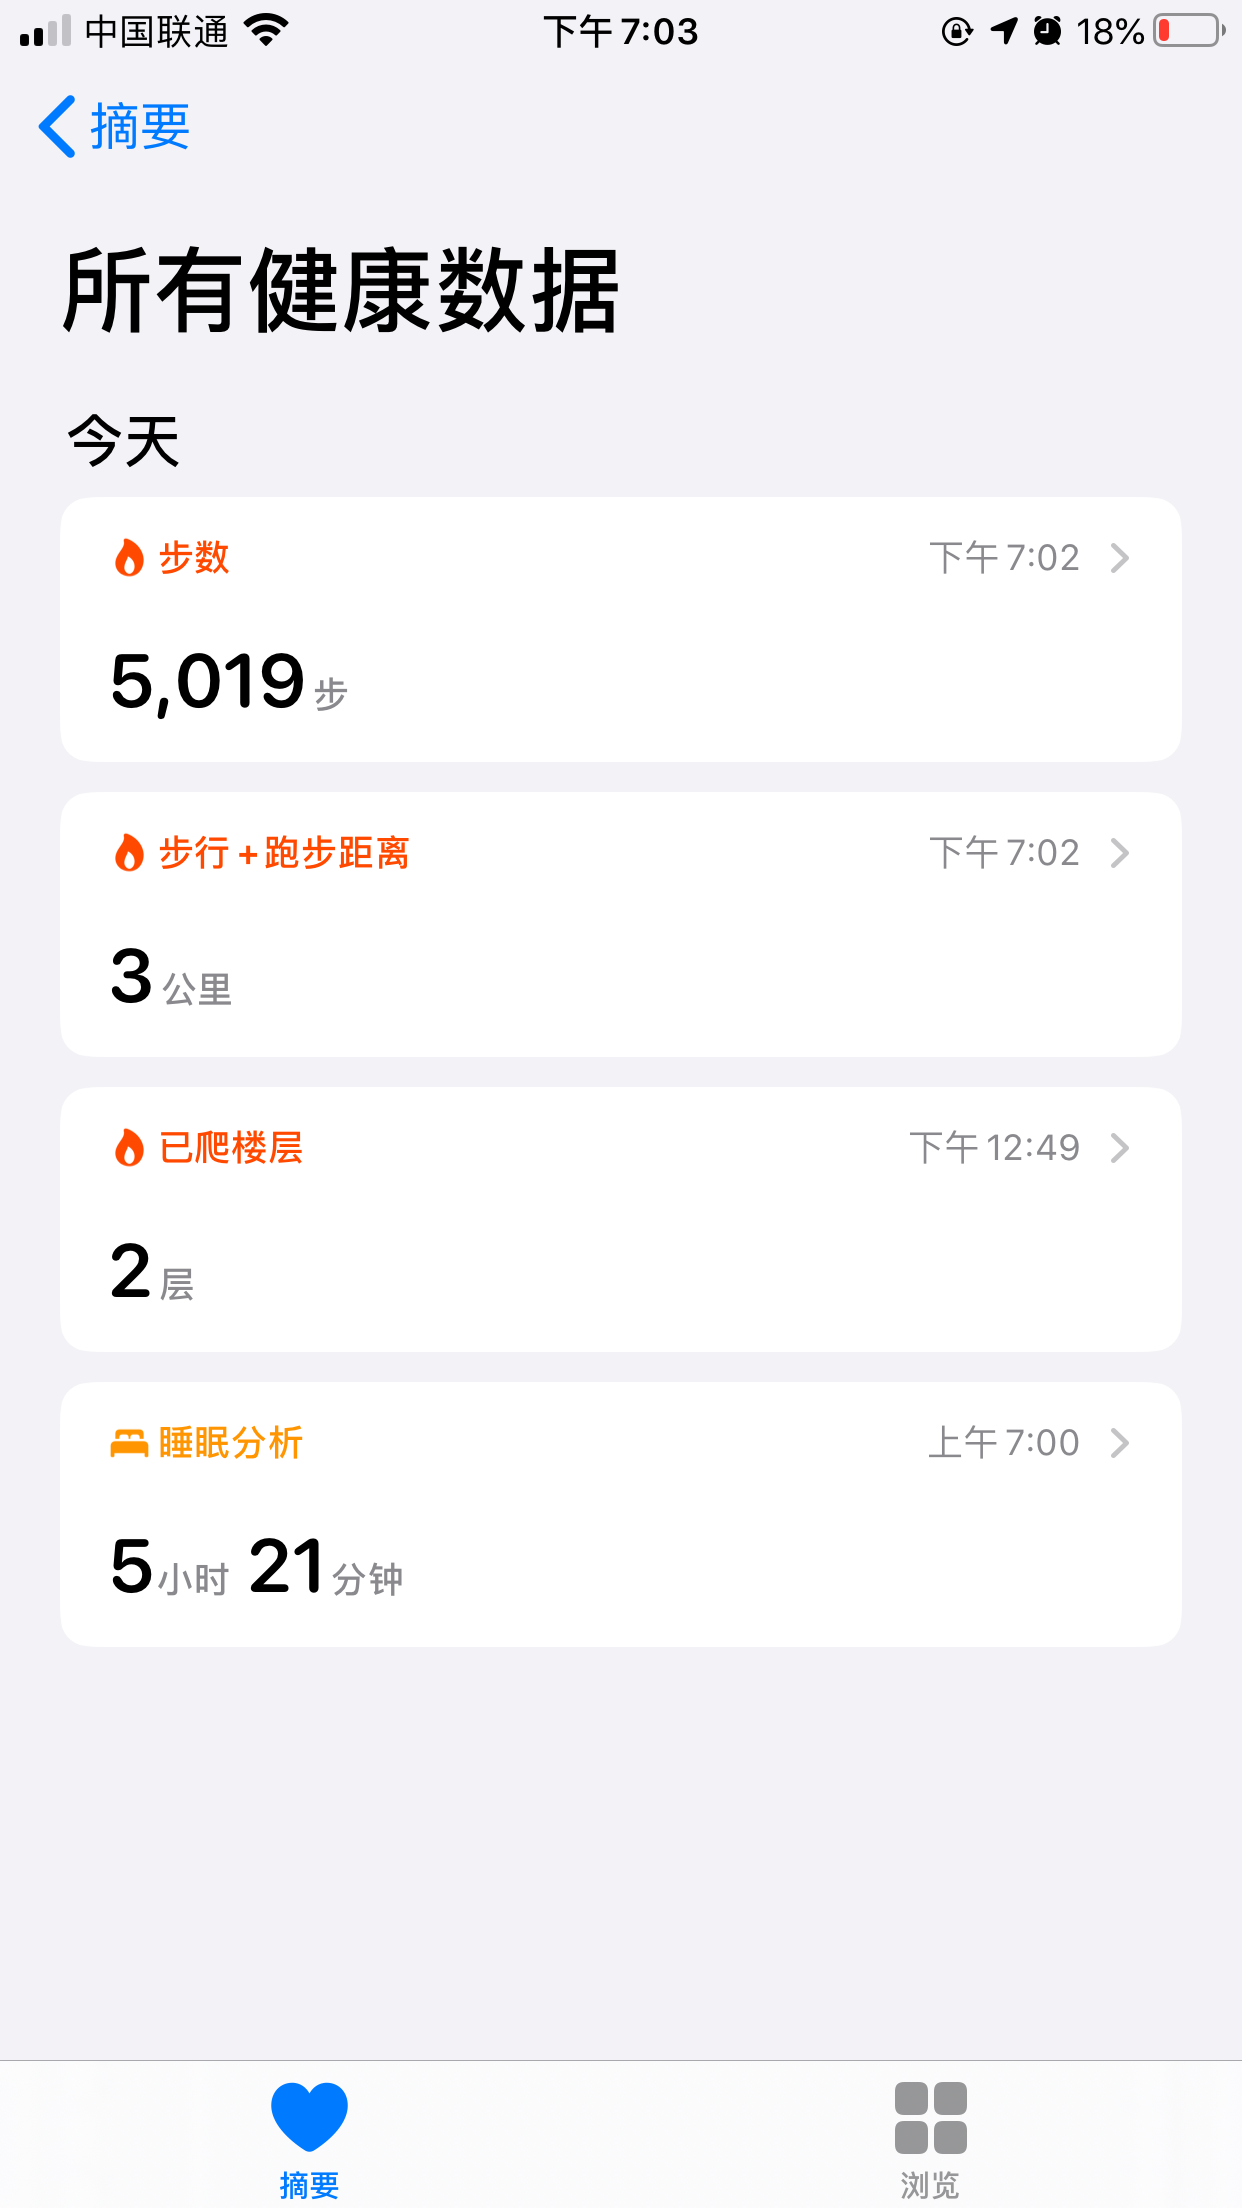 中国联通 下午 7:03 18%
摘要
所有健康数据
今天
步数 下午 7:02
5,019 步
步行 + 跑步距离 下午 7:02
3 公里
已爬楼层 下午 12:49
2 层
睡眠分析 上午 7:00
5 小时 21 分钟
摘要 浏览